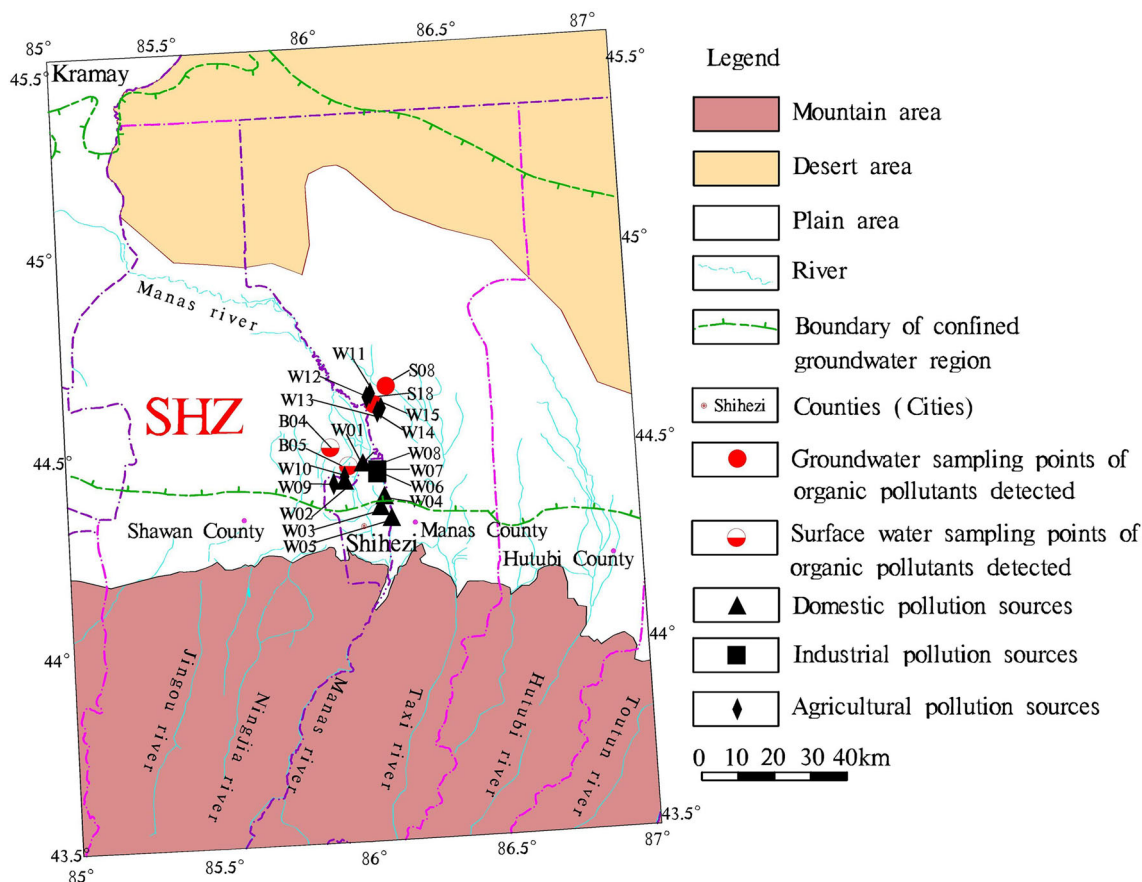 85°
85.5°
86°
86.5°
87°
45.5°
45.5°
Kramay
45°
45°
Manas river
W11
S08
W12
S18
W13
W15
W14
SHZ
B04
W01
B05
W08
W10
W07
W09
W06
W04
W02
W03
W05
44.5°
44.5°
Shawan County
Shihezi
Manas County
Hutubi County
44°
44°
Jingou river
Ningjia river
Manas river
Taxi river
Hutubi river
Toutun river
43.5°
43.5°
85°
85.5°
86°
86.5°
87°
Legend
Mountain area
Desert area
Plain area
River
Boundary of confined
groundwater region
Shihezi
Counties (Cities)
Groundwater sampling points of
organic pollutants detected
Surface water sampling points of
organic pollutants detected
Domestic pollution sources
Industrial pollution sources
Agricultural pollution sources
0 10 20 30 40km